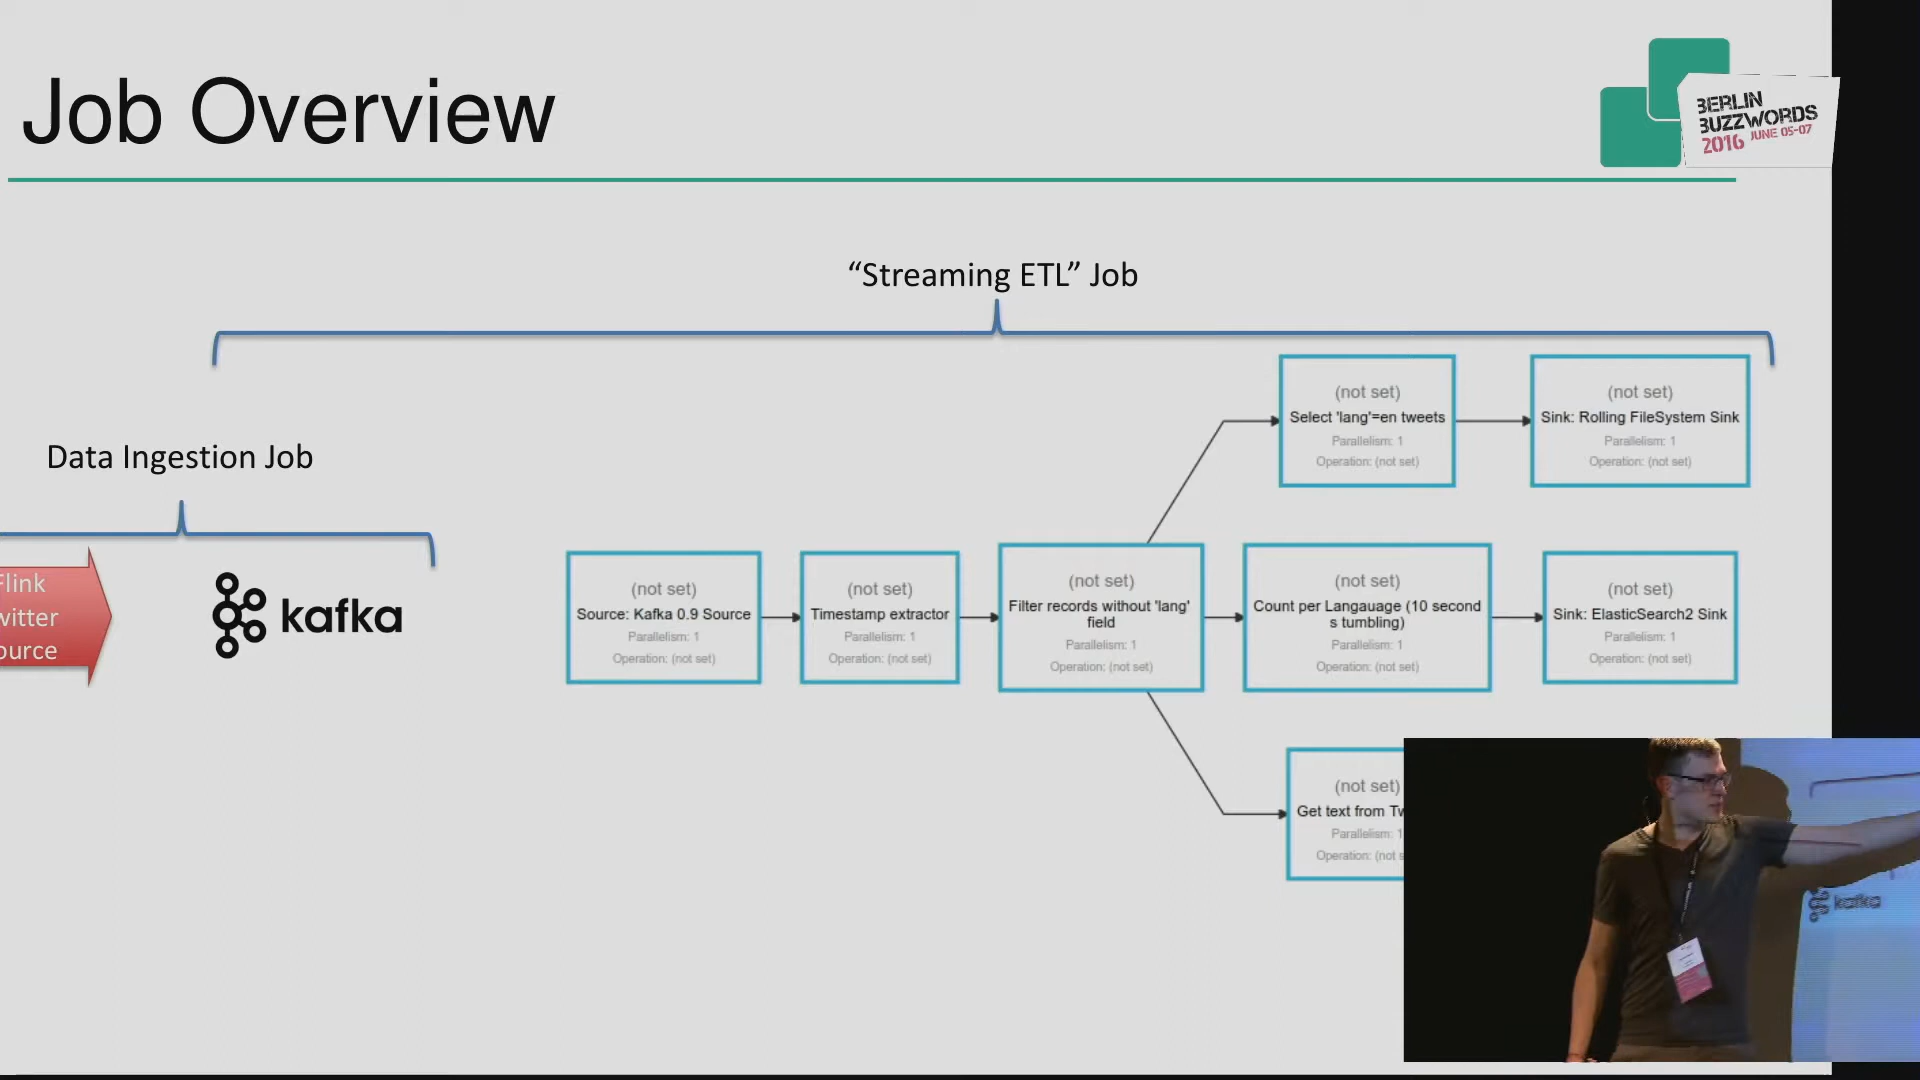 Job Overview
BERLIN
BUZZWORDS
2016 JUNE 05-07
“Streaming ETL” Job
Data Ingestion Job
kafka
(not set)
Source: Kafka 0.9 Source
Parallelism: 1
Operation: (not set)
(not set)
Timestamp extractor
Parallelism: 1
Operation: (not set)
(not set)
Filter records without 'lang'
field
Parallelism: 1
Operation: (not set)
(not set)
Select 'lang'=en tweets
Parallelism: 1
Operation: (not set)
(not set)
Sink: Rolling FileSystem Sink
Parallelism: 1
Operation: (not set)
(not set)
Count per Langauage (10 second
s tumbling)
Parallelism: 1
Operation: (not set)
(not set)
Sink: ElasticSearch2 Sink
Parallelism: 1
Operation: (not set)
(not set)
Get text from
Parallelism: 1
Operation: (not
kafka